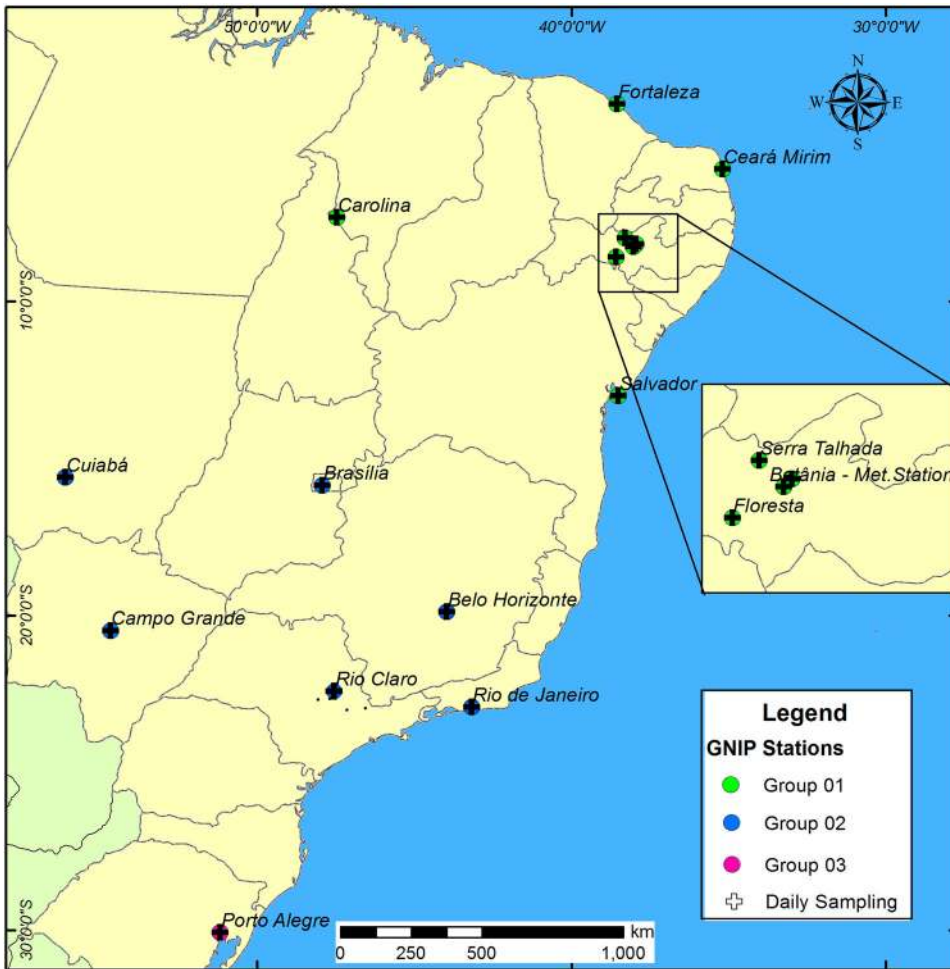 50°0'0"W 40°0'0"W 30°0'0"W
N
W E
S
Fortaleza
Ceará Mirim
Carolina
10°0'0"S
Salvador
Cuiabá
Brasília
Serra Talhada
Betânia - Met.Station
Floresta
Belo Horizonte
Campo Grande
20°0'0"S
Rio Claro
Rio de Janeiro
Legend
GNIP Stations
Group 01
Group 02
Group 03
Daily Sampling
Porto Alegre
30°0'0"S
km
0 250 500 1,000